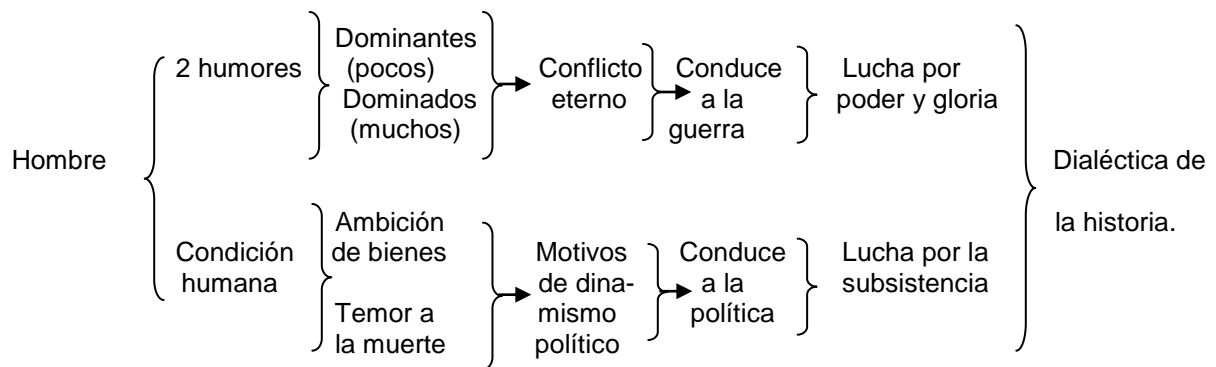 Hombre
2 humores
Dominantes
(pocos)
Dominados
(muchos)
Conflicto
eterno
Conduce
a la
guerra
Lucha por
poder y gloria
Condición
humana
Ambición
de bienes
Temor a
la muerte
Motivos
de dina-
mismo
político
Conduce
a la
política
Lucha por la
subsistencia
Dialéctica de
la historia.